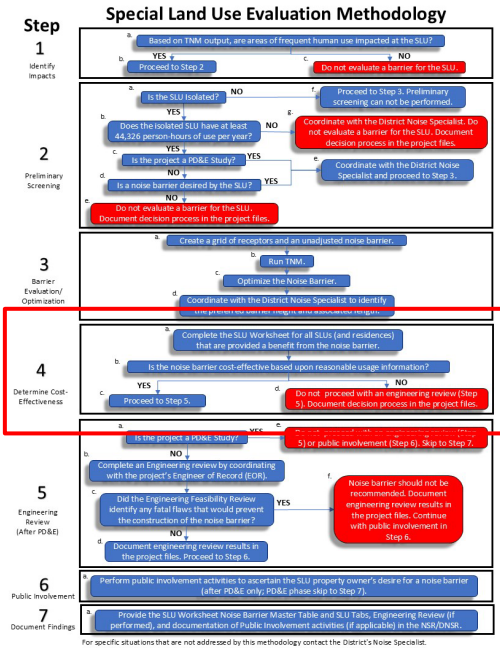 Special Land Use Evaluation Methodology
Step
1
Identify
Impacts
a.
Based on TNM output, are areas of frequent human use impacted at the SLU?
YES
NO
b.
Proceed to Step 2
c.
Do not evaluate a barrier for the SLU.
2
Preliminary
Screening
a.
Is the SLU Isolated?
NO
f.
Proceed to Step 3. Preliminary
screening can not be performed.
YES
b.
Does the isolated SLU have at least
44,326 person-hours of use per year?
NO
g.
Coordinate with the District Noise Specialist. Do
not evaluate a barrier for the SLU. Document
decision process in the project files.
YES
c.
Is the project a PD&E Study?
YES
NO
d.
Is a noise barrier desired by the SLU?
YES
e.
Coordinate with the District Noise
Specialist and proceed to Step 3.
NO
e.
Do not evaluate a barrier for the SLU.
Document decision process in the project files.
3
Barrier
Evaluation/
Optimization
a.
Create a grid of receptors and an unadjusted noise barrier.
b.
Run TNM.
c.
Optimize the Noise Barrier.
d.
Coordinate with the District Noise Specialist to identify
the preferred barrier height and associated length.
4
Determine Cost-
Effectiveness
a.
Complete the SLU Worksheet for all SLUs (and residences)
that are provided a benefit from the noise barrier.
b.
Is the noise barrier cost-effective based upon reasonable usage information?
YES
NO
c.
Proceed to Step 5.
d.
Do not proceed with an engineering review (Step
5). Document decision process in the project files.
5
Engineering
Review
(After PD&E)
a.
Is the project a PD&E Study?
YES
e.
Do not proceed with an engineering review (Step
5) or public involvement (Step 6). Skip to Step 7.
NO
b.
Complete an Engineering review by coordinating
with the project's Engineer of Record (EOR).
c.
Did the Engineering Feasibility Review
identify any fatal flaws that would prevent
the construction of the noise barrier?
YES
f.
Noise barrier should not be
recommended. Document
engineering review results in
the project files. Continue
with public involvement in
Step 6.
NO
d.
Document engineering review results in
the project files. Proceed to Step 6.
6
Public Involvement
a.
Perform public involvement activities to ascertain the SLU property owner's desire for a noise barrier
(after PD&E only; PD&E phase skip to Step 7).
7
Document Findings
a.
Provide the SLU Worksheet Noise Barrier Master Table and SLU Tabs, Engineering Review (if
performed), and documentation of Public Involvement activities (if applicable) in the NSR/DNSR.
For specific situations that are not addressed by this methodology contact the District's Noise Specialist.